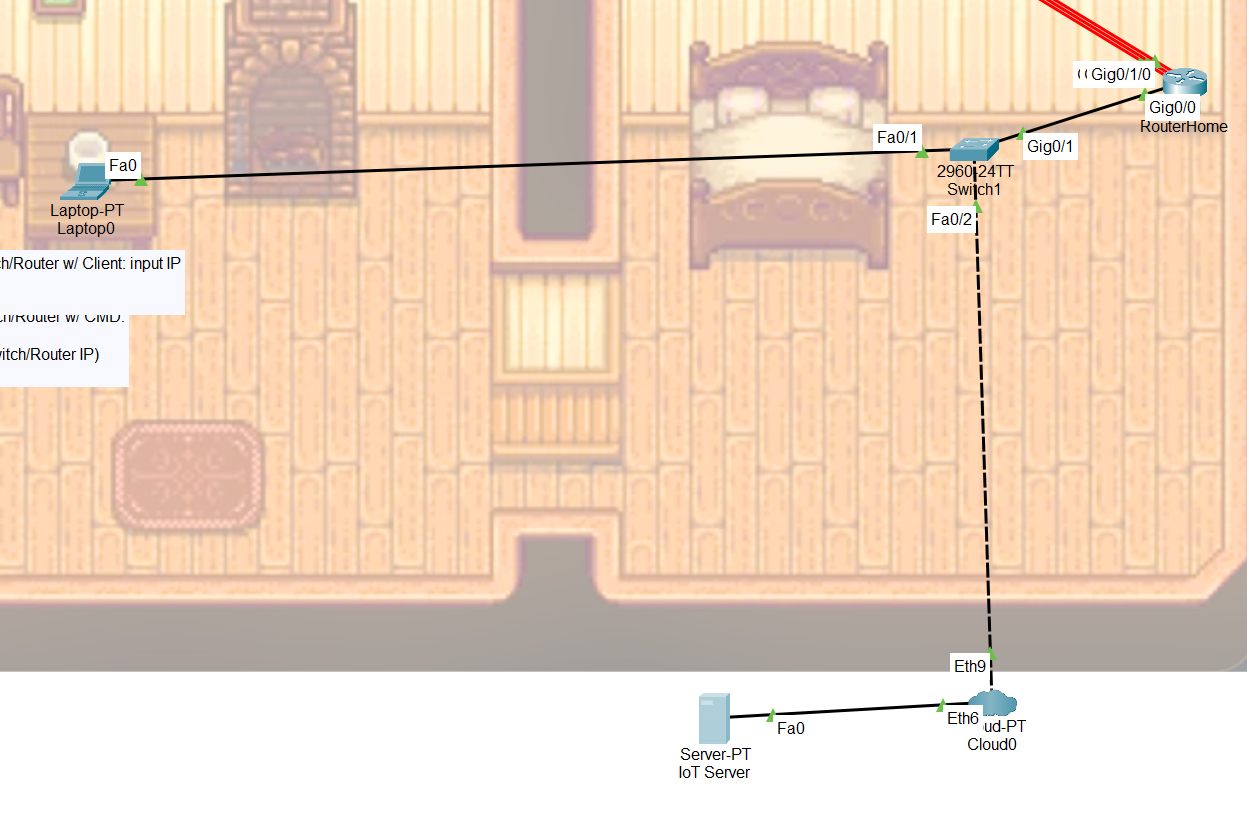 Gig0/1/0
Gig0/0
RouterHome
Fa0/1
Gig0/1
2960-24TT
Switch1
Fa0/2
Fa0
Laptop-PT
Laptop0
ch/Router w/ Client: input IP
ch/Router w/ CMD:
witch/Router IP)
Eth9
Eth6
ud-PT
Cloud0
Fa0
Server-PT
IoT Server